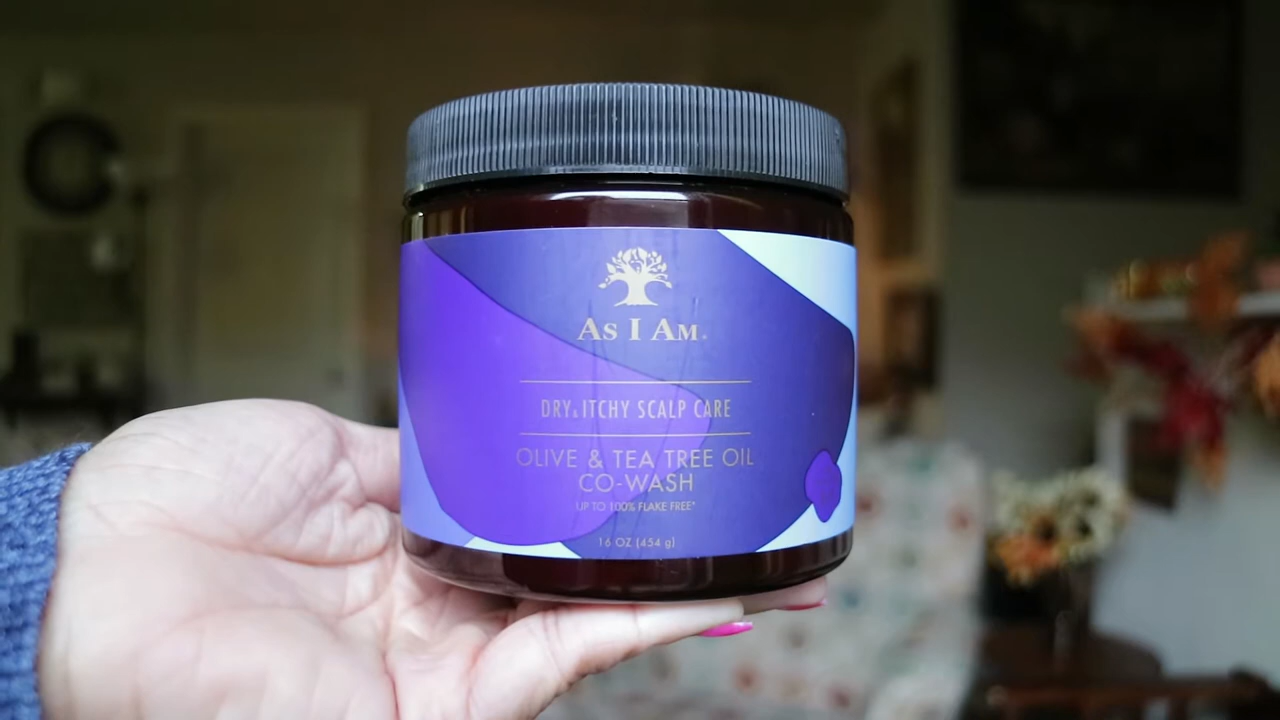 As I Am
DRY & ITCHY SCALP CARE
OLIVE & TEA TREE OIL
CO-WASH
UP TO 100% FLAKE FREE*
16 OZ (454 g)